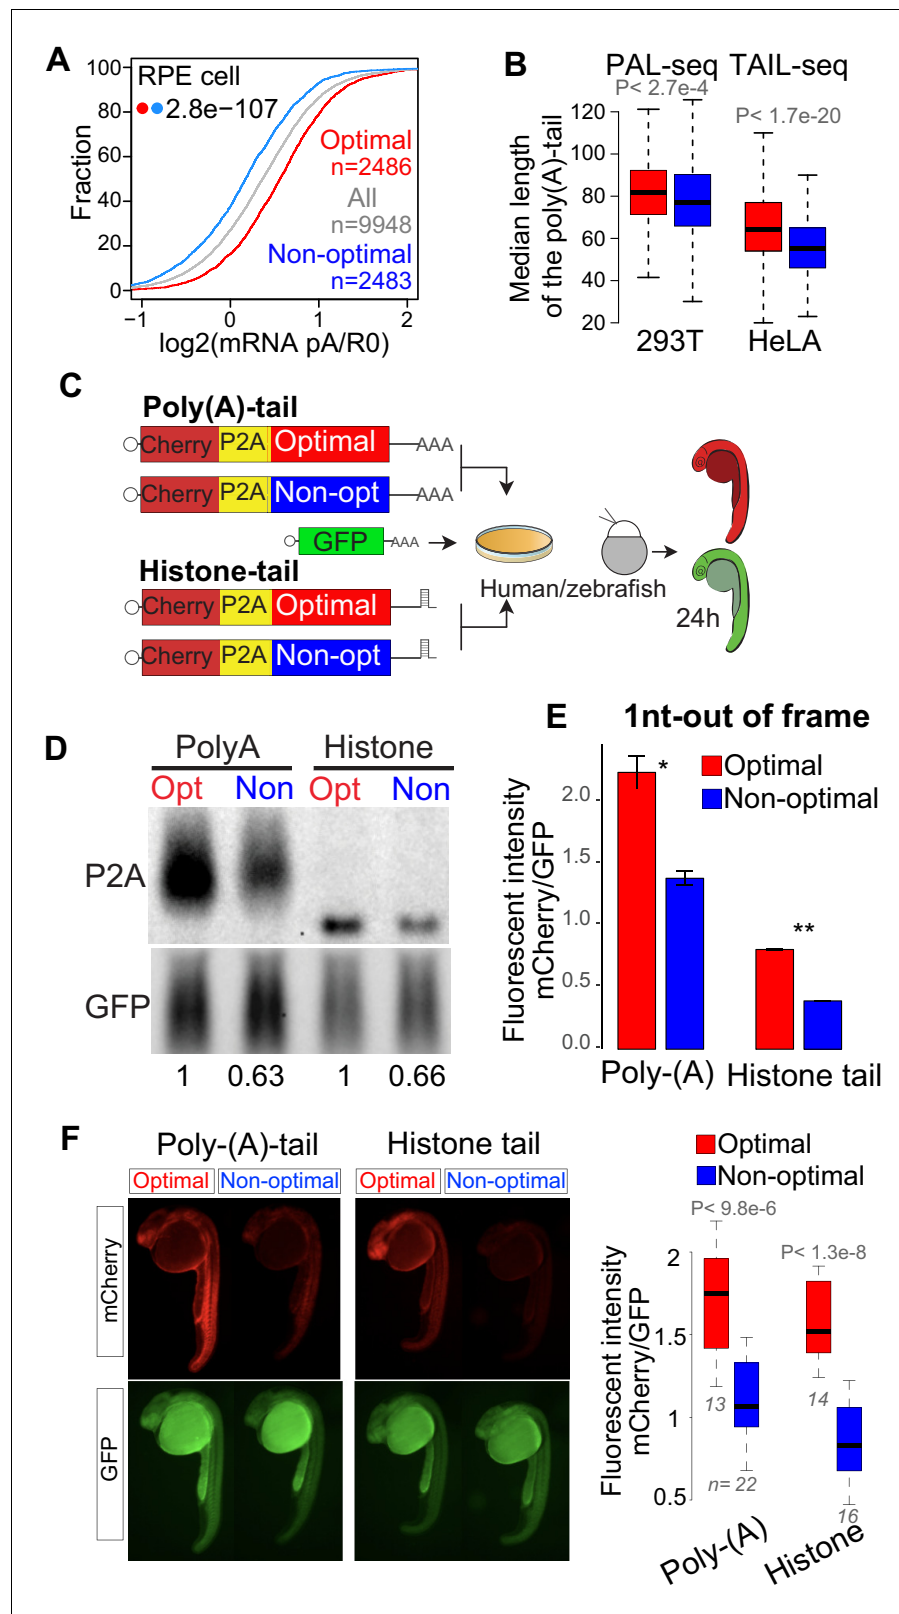 A
RPE cell
2.8e−107
Optimal
n=2486
All
n=9948
Non-optimal
n=2483
Fraction
100
80
60
40
20
0
−1
0
1
2
log2(mRNA pA/R0)
B
PAL-seq
TAIL-seq
P< 2.7e-4
P< 1.7e-20
Median length
of the poly(A)-tail
120
100
80
60
40
20
293T
HeLA
C
Poly(A)-tail
Cherry P2A Optimal AAA
Cherry P2A Non-opt AAA
GFP AAA
Histone-tail
Cherry P2A Optimal
Cherry P2A Non-opt
Human/zebrafish
24h
D
PolyA
Histone
Opt Non Opt Non
P2A
GFP
1 0.63 1 0.66
E
1nt-out of frame
Optimal
Non-optimal
Fluorescent intensity
mCherry/GFP
2.0
1.5
1.0
0.5
0.0
*
**
Poly-(A)
Histone tail
F
Poly-(A)-tail
Histone tail
Optimal Non-optimal Optimal Non-optimal
mCherry
GFP
Optimal
Non-optimal
P< 9.8e-6
P< 1.3e-8
Fluorescent intensity
mCherry/GFP
2
1.5
1
0.5
13
n= 22
14
16
Poly-(A)
Histone